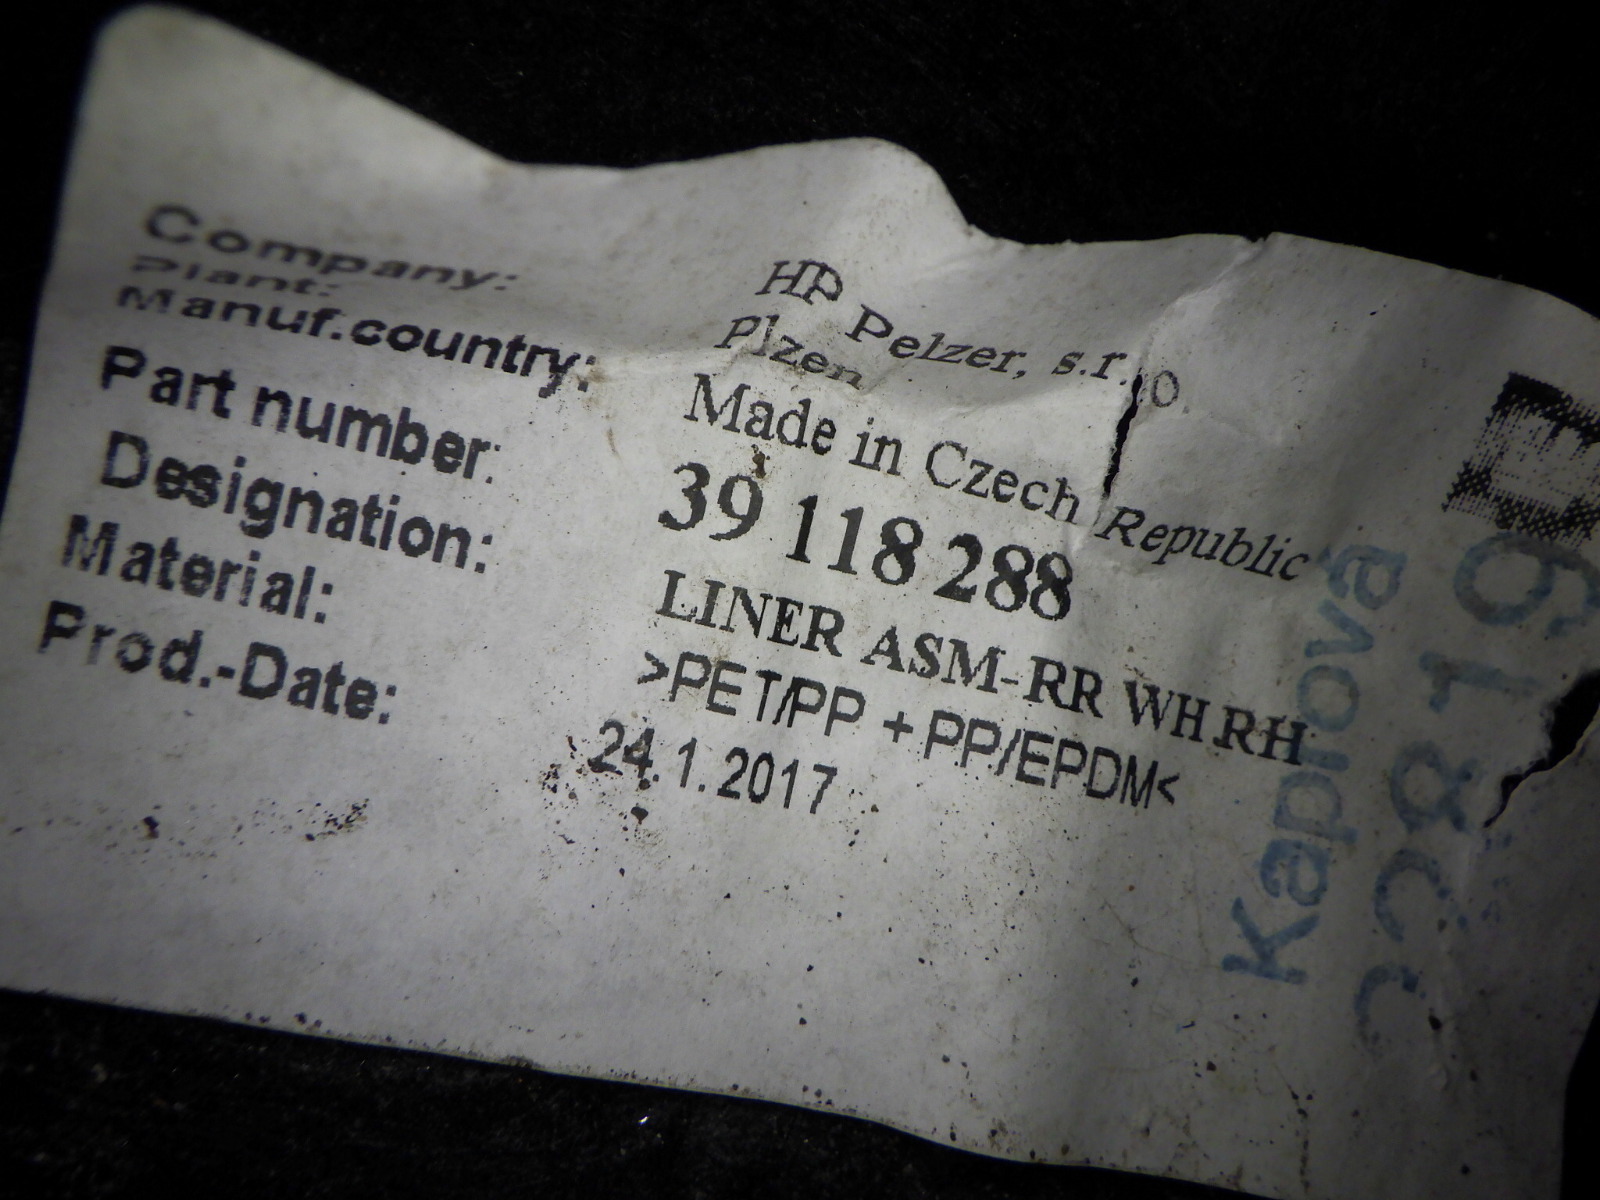 Company: HP Pelzer, s.r.o.
Plant: Plzen
Manuf.country: Made in Czech Republic
Part number: 39 118 288
Designation: LINER ASM-RR WH RH
Material: >PET/PP + PP/EPDM<
Prod.-Date: 24.1.2017
Kaprová
22819